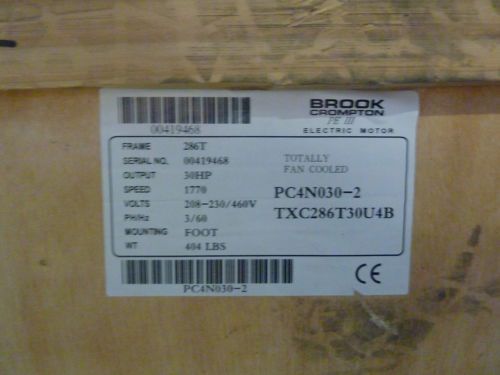 00419468
BROOK
CROMPTON
PE III
ELECTRIC MOTOR
FRAME 286T
SERIAL NO. 00419468
OUTPUT 30HP
SPEED 1770
VOLTS 208-230/460V
PH/Hz 3/60
MOUNTING FOOT
WT 404 LBS
TOTALLY
FAN COOLED
PC4N030-2
TXC286T30U4B
PC4N030-2
CE